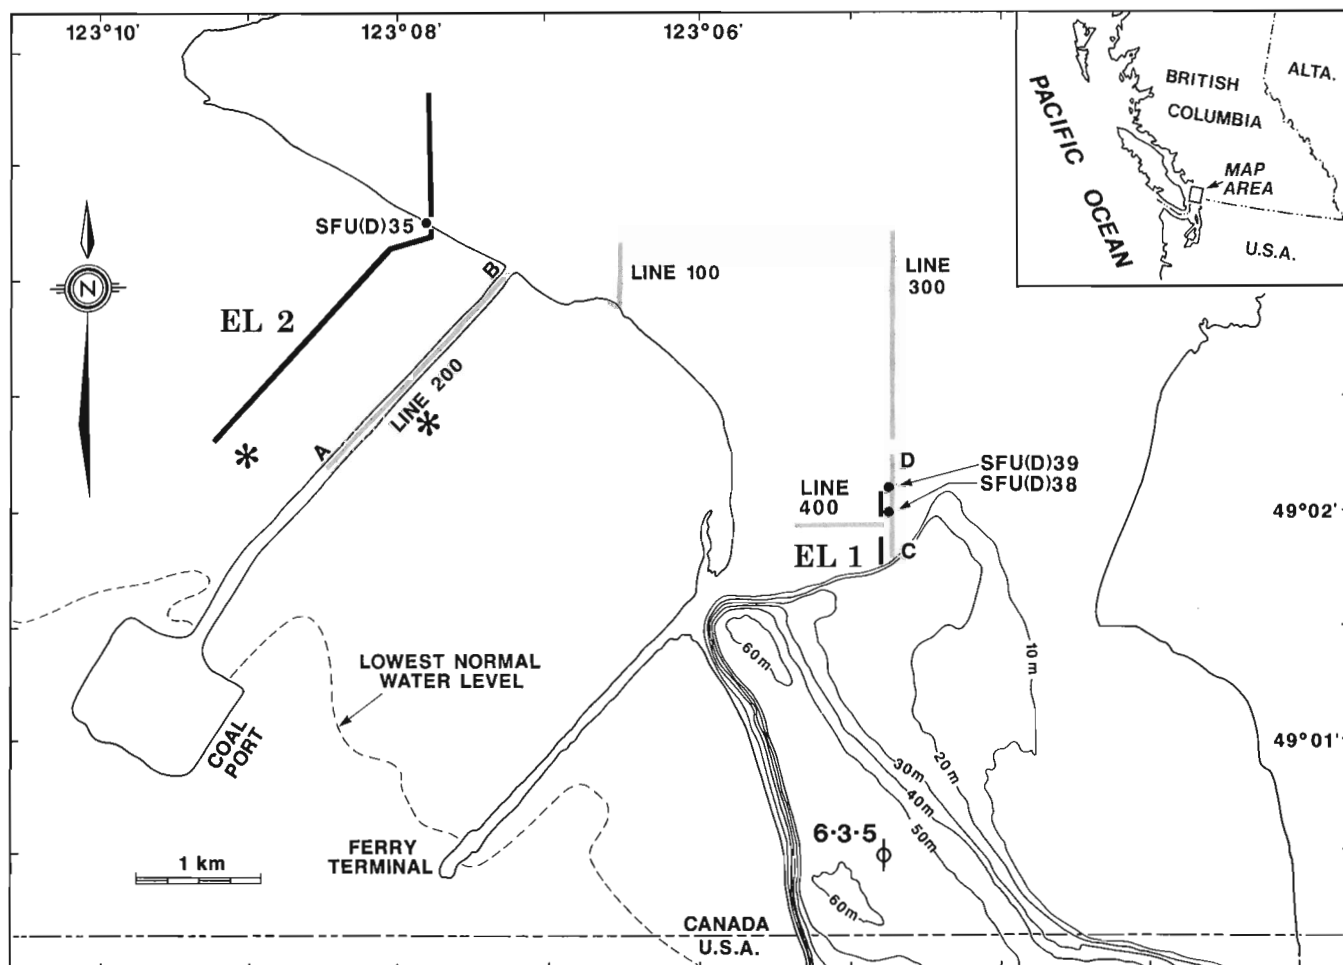 123°10'
123°08'
123°06'
PACIFIC OCEAN
BRITISH
COLUMBIA
ALTA.
MAP
AREA
U.S.A.
SFU(D)35
N
EL 2
B
LINE 200
A
LINE 100
LINE
300
D
SFU(D)39
SFU(D)38
LINE
400
EL 1
C
49°02'
LOWEST NORMAL
WATER LEVEL
60m
10m
COAL
PORT
49°01'
30m
20m
40m
50m
6·3·5
FERRY
TERMINAL
1 km
60m
CANADA
U.S.A.